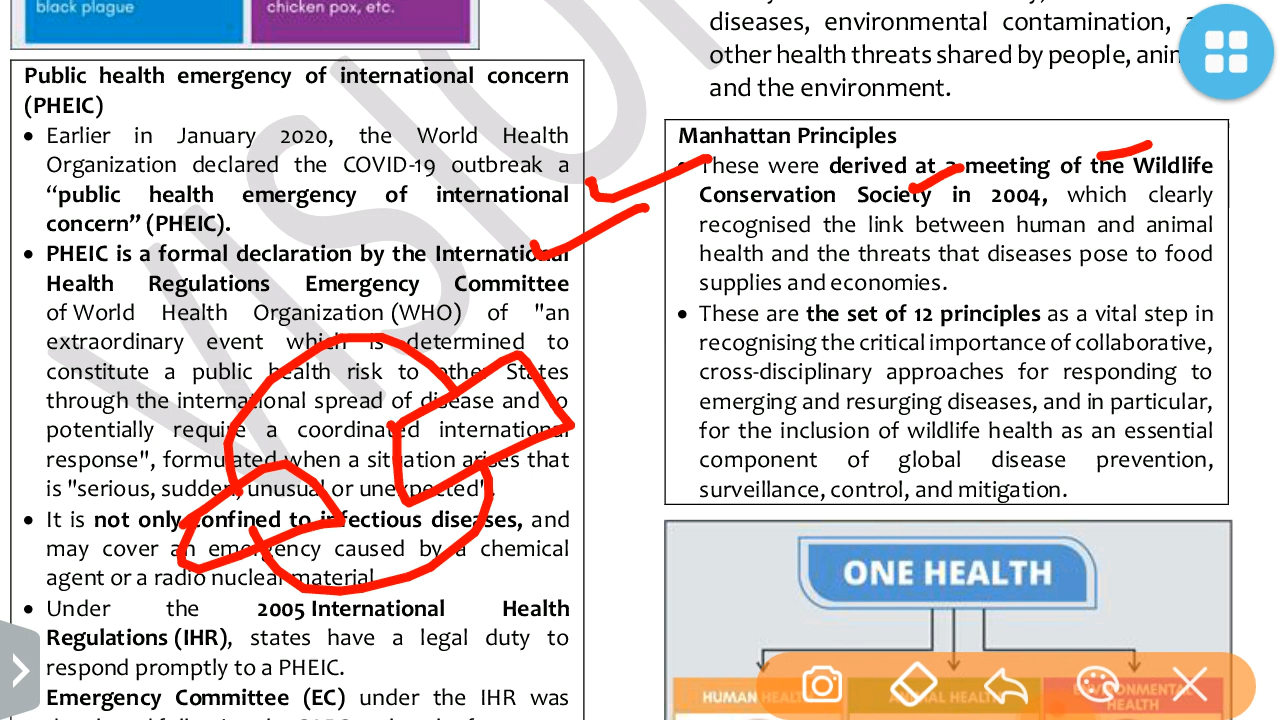 black plague
chicken pox, etc.
Public health emergency of international concern
(PHEIC)
• Earlier in January 2020, the World Health
Organization declared the COVID-19 outbreak a
“public health emergency of international
concern” (PHEIC).
• PHEIC is a formal declaration by the International
Health Regulations Emergency Committee
of World Health Organization (WHO) of "an
extraordinary event which is determined to
constitute a public health risk to other States
through the international spread of disease and to
potentially require a coordinated international
response", formulated when a situation arises that
is "serious, sudden, unusual or unexpected".
• It is not only confined to infectious diseases, and
may cover an emergency caused by a chemical
agent or a radio nuclear material.
• Under the 2005 International Health
Regulations (IHR), states have a legal duty to
respond promptly to a PHEIC.
Emergency Committee (EC) under the IHR was
diseases, environmental contamination,
other health threats shared by people,
and the environment.
Manhattan Principles
• These were derived at a meeting of the Wildlife
Conservation Society in 2004, which clearly
recognised the link between human and animal
health and the threats that diseases pose to food
supplies and economies.
• These are the set of 12 principles as a vital step in
recognising the critical importance of collaborative,
cross-disciplinary approaches for responding to
emerging and resurging diseases, and in particular,
for the inclusion of wildlife health as an essential
component of global disease prevention,
surveillance, control, and mitigation.
ONE HEALTH
HUMAN HEALTH
ANIMAL HEALTH
ENVIRONMENTAL
HEALTH
VISIO